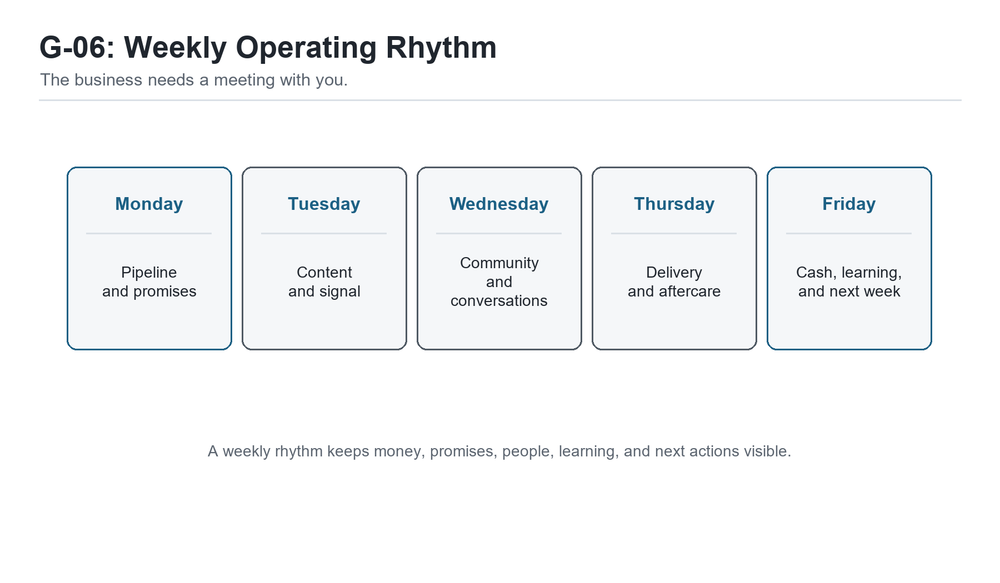 G-06: Weekly Operating Rhythm
The business needs a meeting with you.
Monday
Pipeline
and promises
Tuesday
Content
and signal
Wednesday
Community
and
conversations
Thursday
Delivery
and aftercare
Friday
Cash, learning,
and next week
A weekly rhythm keeps money, promises, people, learning, and next actions visible.